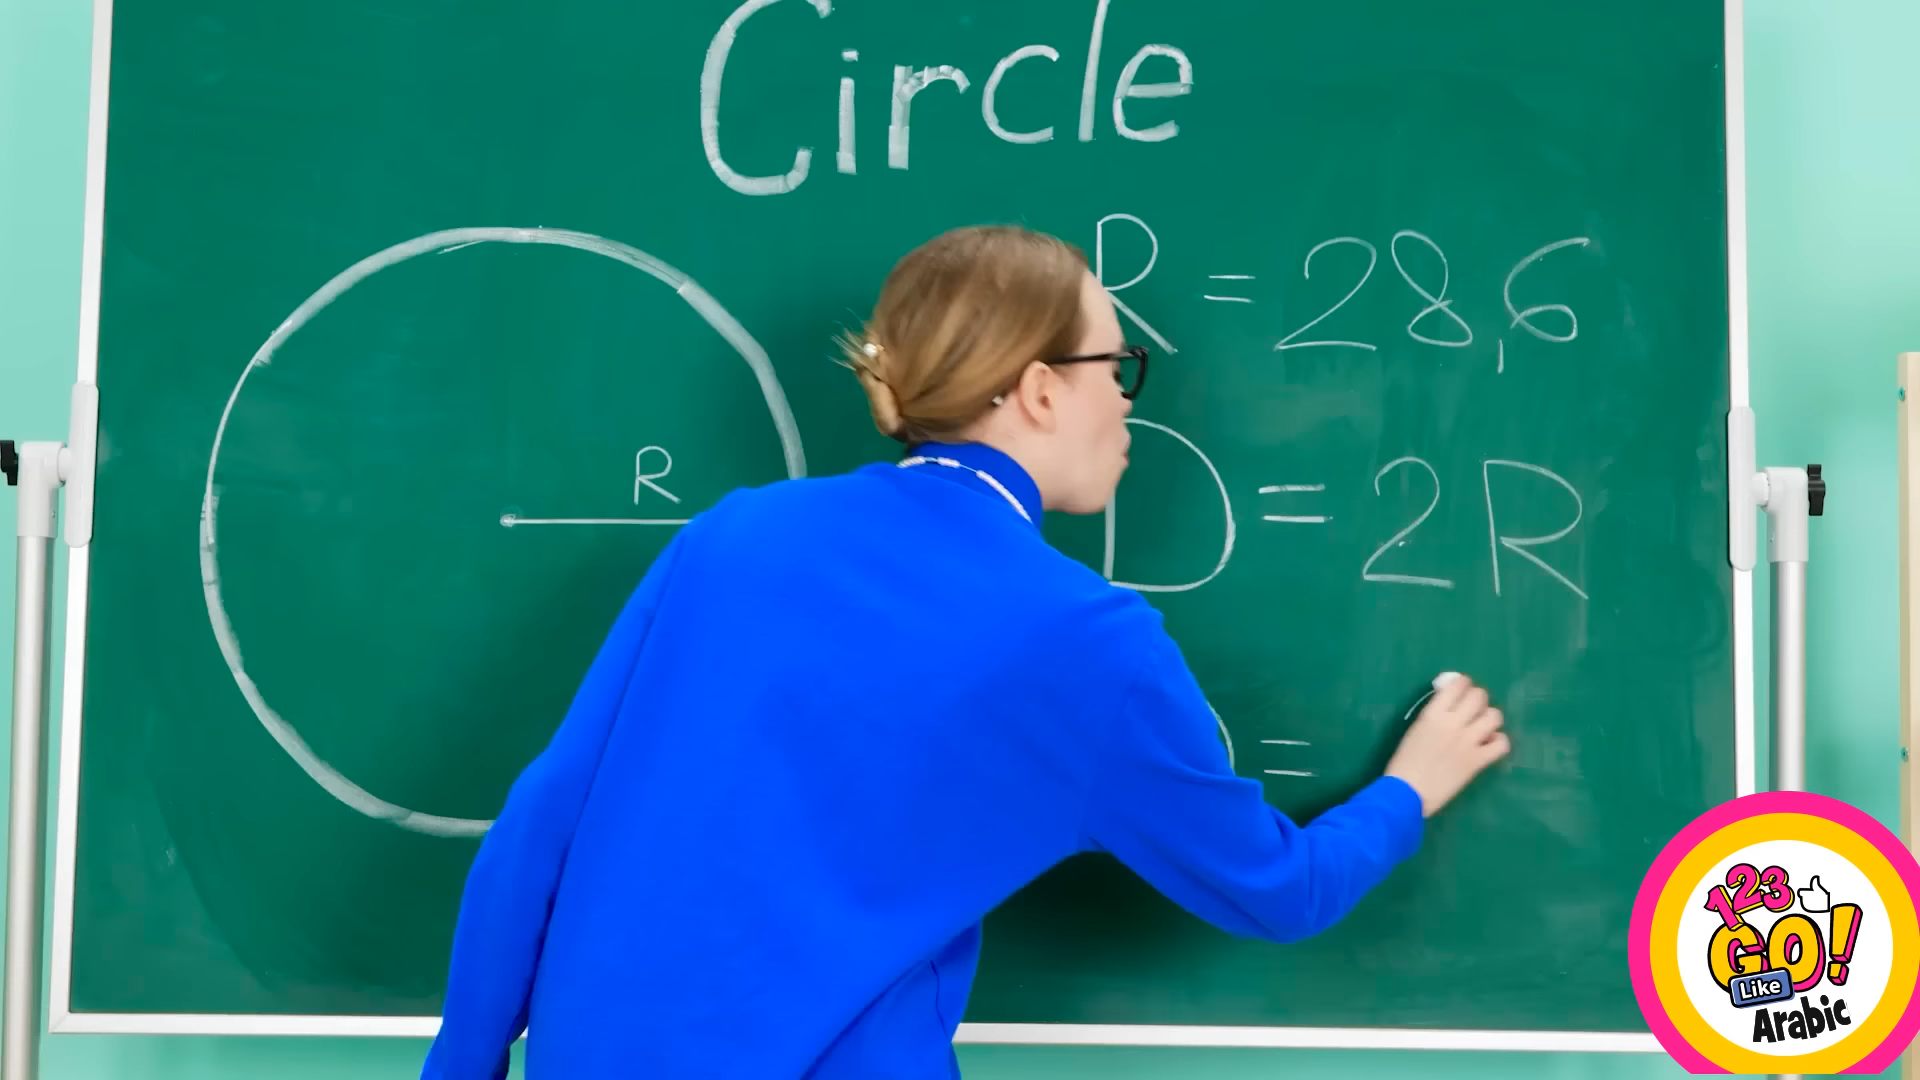 Circle
R = 28,6
R
D = 2R
=
123
GO!
Like
Arabic